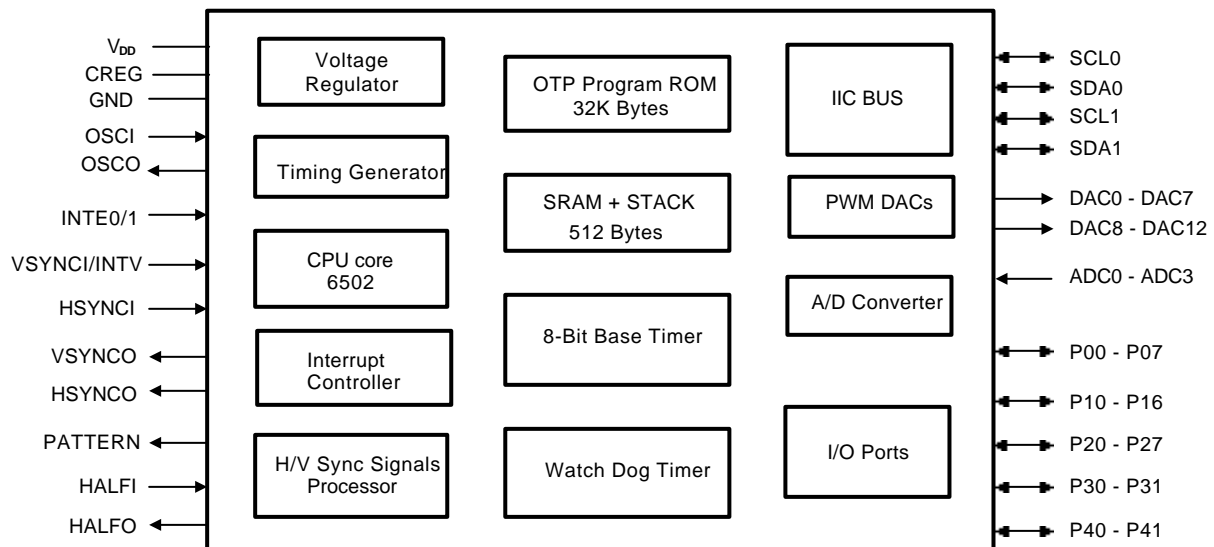 VDD
CREG
GND
OSCI
OSCO
INTE0/1
VSYNCI/INTV
HSYNCI
VSYNCO
HSYNCO
PATTERN
HALFI
HALFO
Voltage
Regulator
Timing Generator
CPU core
6502
Interrupt
Controller
H/V Sync Signals
Processor
OTP Program ROM
32K Bytes
SRAM + STACK
512 Bytes
8-Bit Base Timer
Watch Dog Timer
IIC BUS
PWM DACs
A/D Converter
I/O Ports
SCL0
SDA0
SCL1
SDA1
DAC0 - DAC7
DAC8 - DAC12
ADC0 - ADC3
P00 - P07
P10 - P16
P20 - P27
P30 - P31
P40 - P41